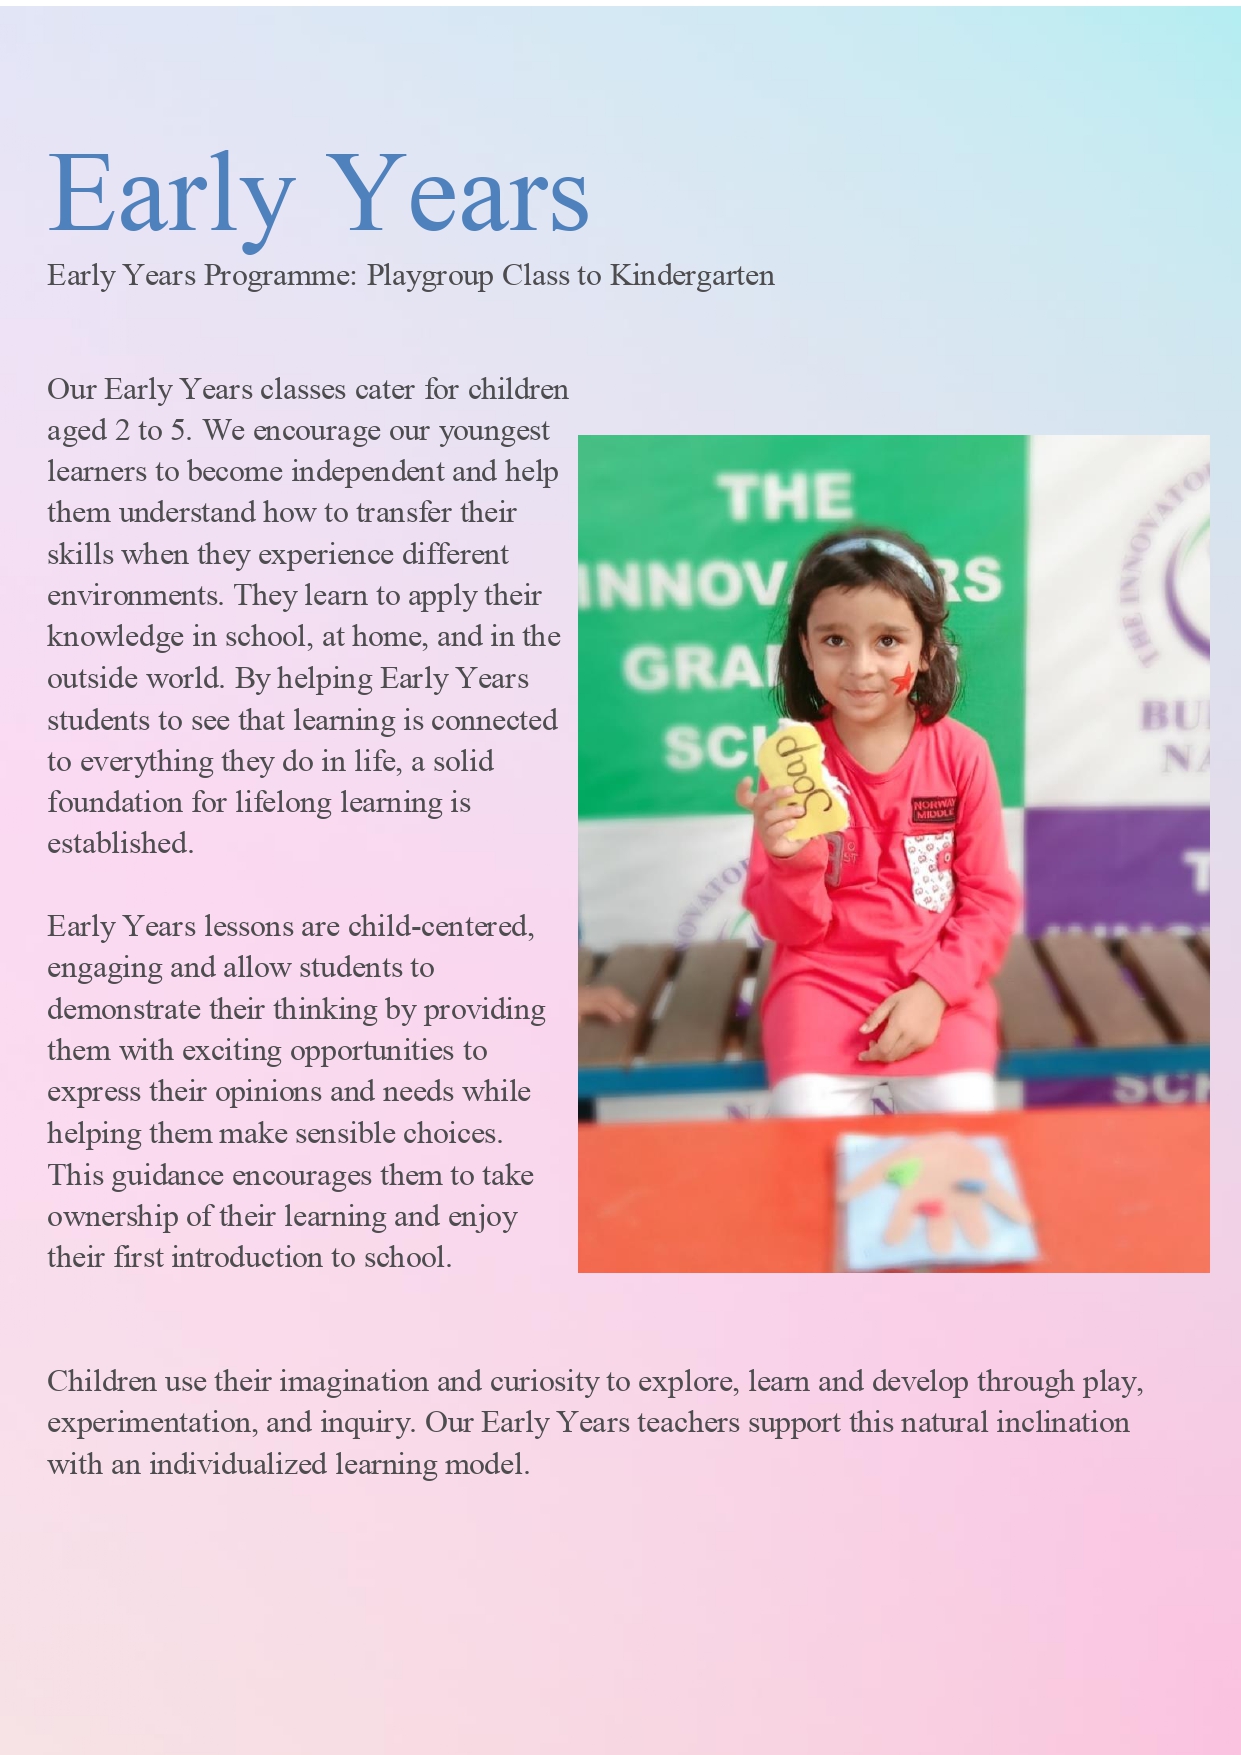 Early Years
Early Years Programme: Playgroup Class to Kindergarten
Our Early Years classes cater for children
aged 2 to 5. We encourage our youngest
learners to become independent and help
them understand how to transfer their
skills when they experience different
environments. They learn to apply their
knowledge in school, at home, and in the
outside world. By helping Early Years
students to see that learning is connected
to everything they do in life, a solid
foundation for lifelong learning is
established.
Early Years lessons are child-centered,
engaging and allow students to
demonstrate their thinking by providing
them with exciting opportunities to
express their opinions and needs while
helping them make sensible choices.
This guidance encourages them to take
ownership of their learning and enjoy
their first introduction to school.
THE
THE INNOVATO
Soap
NORWAY
MIDDLE
Children use their imagination and curiosity to explore, learn and develop through play,
experimentation, and inquiry. Our Early Years teachers support this natural inclination
with an individualized learning model.